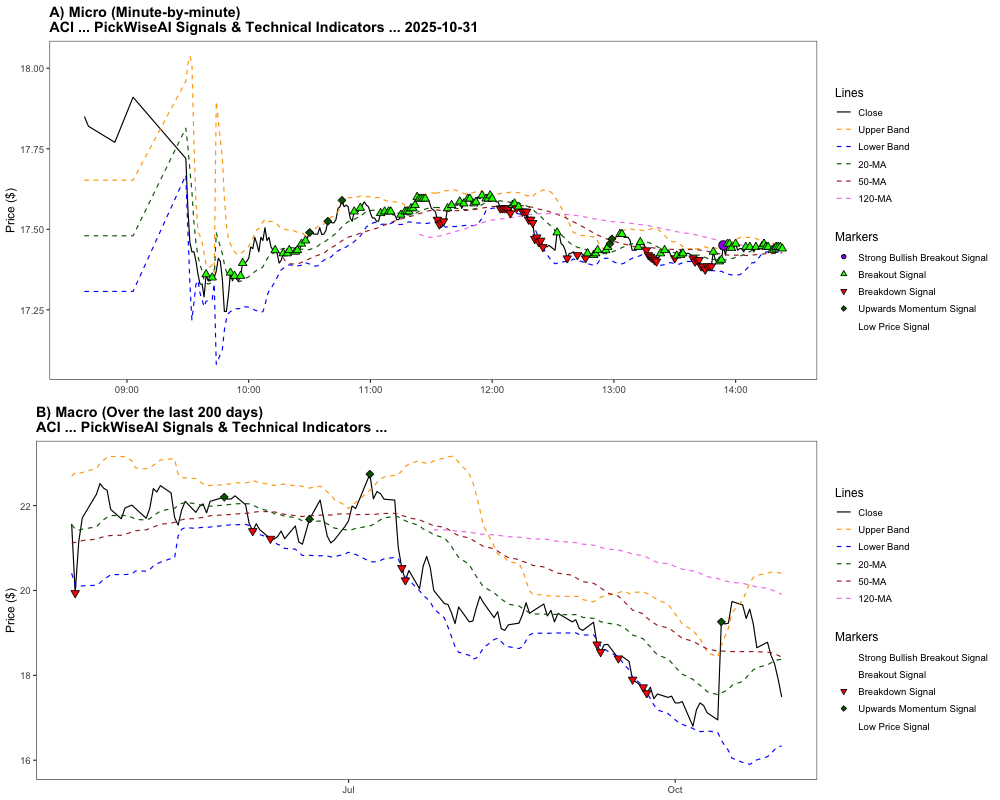 A) Micro (Minute-by-minute)
ACI ... PickWiseAI Signals & Technical Indicators ... 2025-10-31
Price ($)
18.00
17.75
17.50
17.25
09:00 10:00 11:00 12:00 13:00 14:00
Lines
Close
Upper Band
Lower Band
20-MA
50-MA
120-MA
Markers
Strong Bullish Breakout Signal
Breakout Signal
Breakdown Signal
Upwards Momentum Signal
Low Price Signal
B) Macro (Over the last 200 days)
ACI ... PickWiseAI Signals & Technical Indicators ...
Price ($)
22
20
18
16
Jul Oct
Lines
Close
Upper Band
Lower Band
20-MA
50-MA
120-MA
Markers
Strong Bullish Breakout Signal
Breakout Signal
Breakdown Signal
Upwards Momentum Signal
Low Price Signal